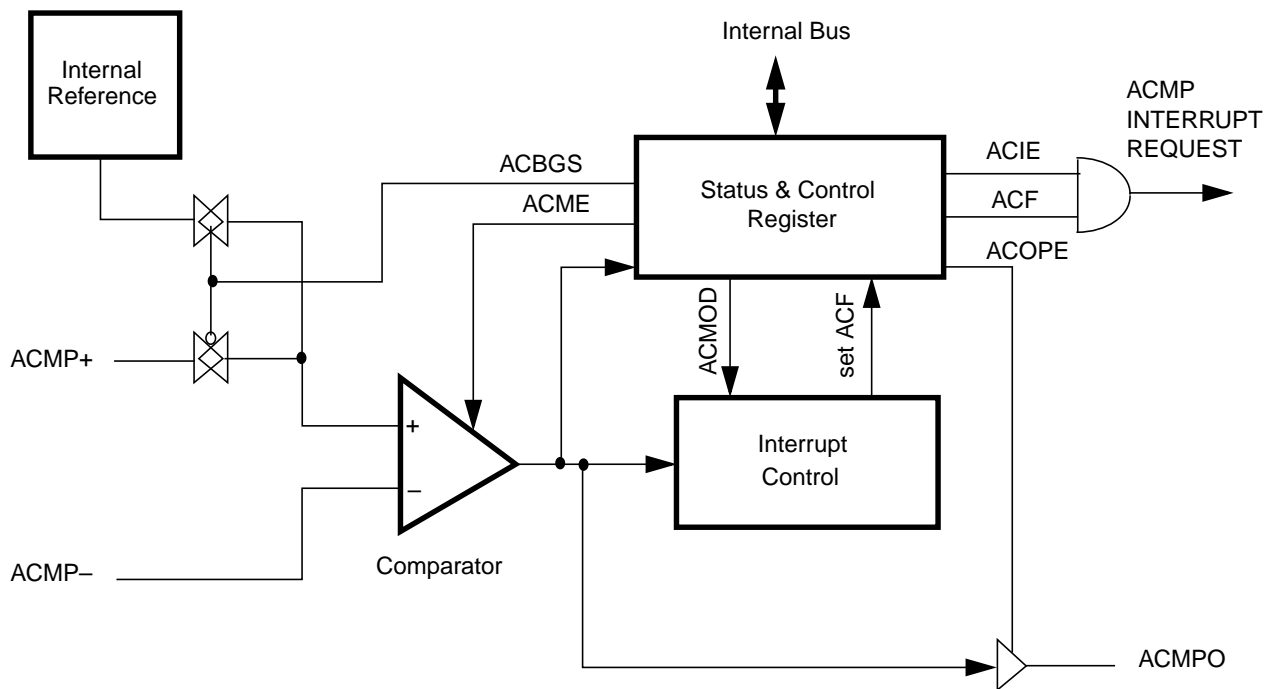 Internal Bus
Internal
Reference
ACMP
INTERRUPT
REQUEST
ACBGS
ACME
Status & Control
Register
ACIE
ACF
ACOPE
ACMOD
set ACF
ACMP+
+
–
Interrupt
Control
Comparator
ACMP–
ACMPO